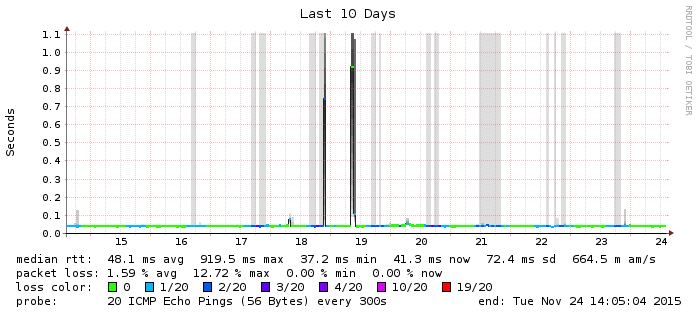 Last 10 Days
RRDTOOL / TOBI OETIKER
Seconds
1.1
1.0
0.9
0.8
0.7
0.6
0.5
0.4
0.3
0.2
0.1
0.0
15 16 17 18 19 20 21 22 23 24
median rtt: 48.1 ms avg 919.5 ms max 37.2 ms min 41.3 ms now 72.4 ms sd 664.5 m am/s
packet loss: 1.59 % avg 12.72 % max 0.00 % min 0.00 % now
loss color: 0 1/20 2/20 3/20 4/20 10/20 19/20
probe: 20 ICMP Echo Pings (56 Bytes) every 300s end: Tue Nov 24 14:05:04 2015